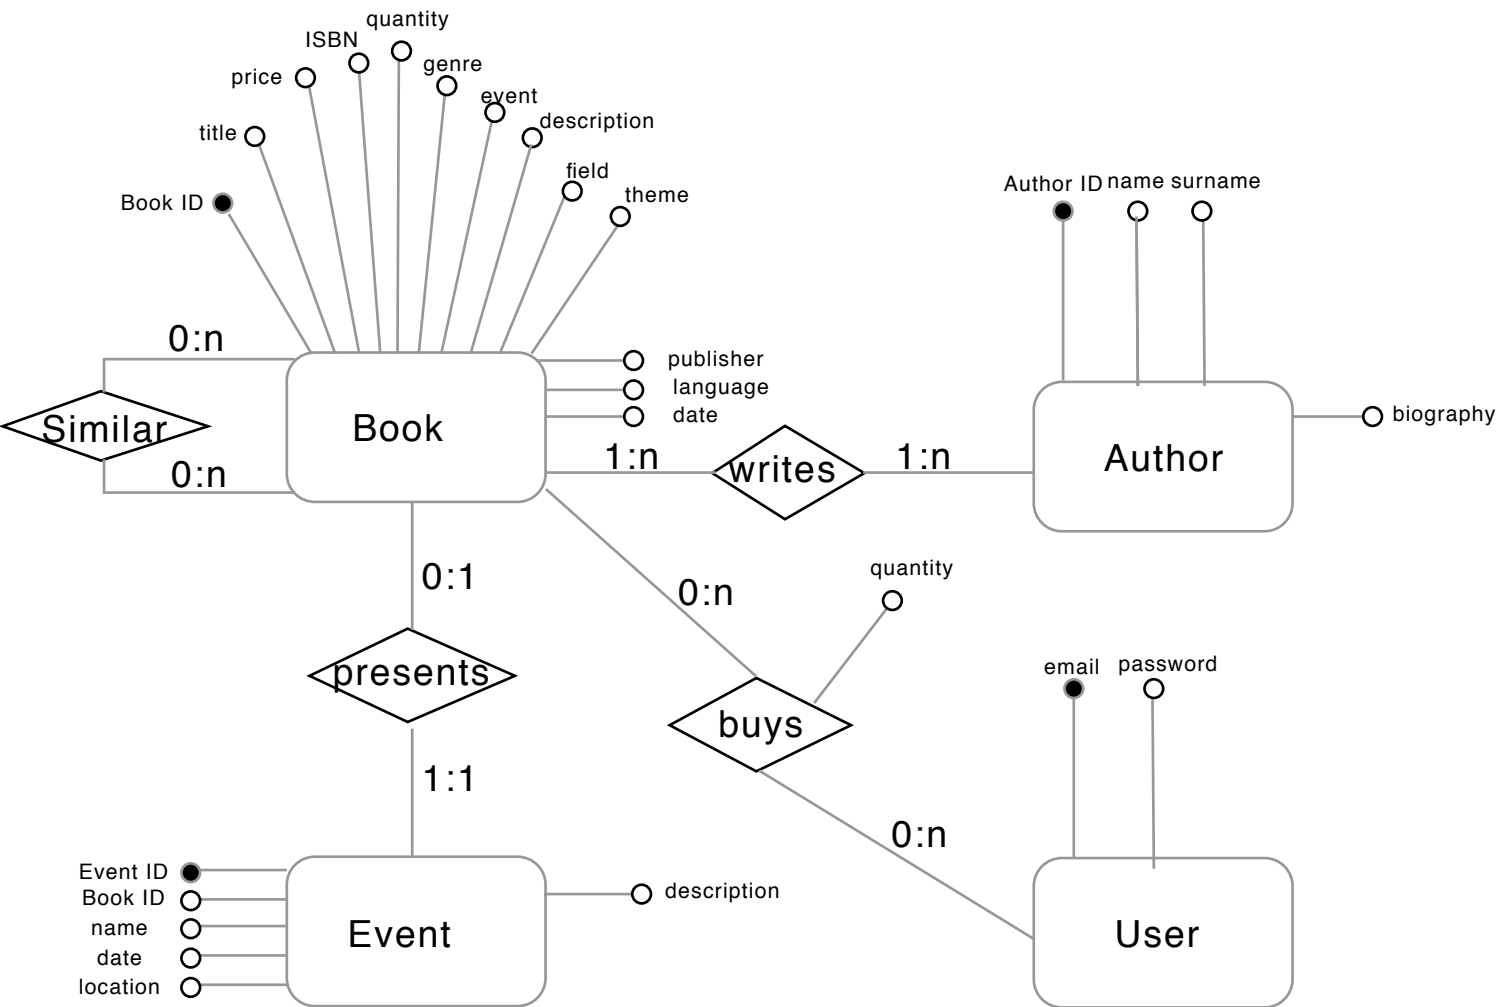 quantity
ISBN
genre
price
event
description
title
field
theme
Book ID
Author ID name surname
0:n
publisher
language
date
Similar
Book
biography
0:n
1:n
writes
1:n
Author
0:1
0:n
quantity
presents
email password
buys
1:1
0:n
Event ID
Book ID
name
date
location
Event
description
User